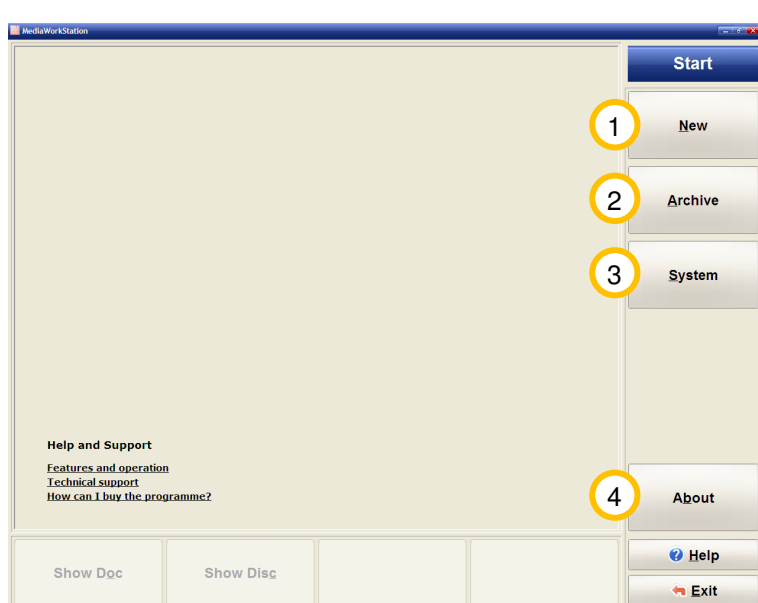 MediaWorkStation
Start
1
New
2
Archive
3
System
Help and Support
Features and operation
Technical support
How can I buy the programme?
4
About
Show Doc
Show Disc
Help
Exit